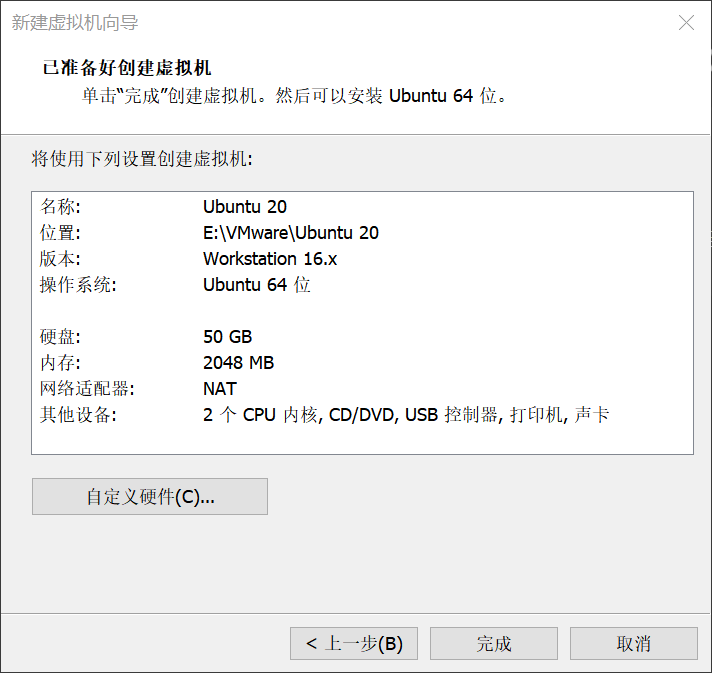 新建虚拟机向导
已准备好创建虚拟机
单击“完成”创建虚拟机。然后可以安装 Ubuntu 64 位。
将使用下列设置创建虚拟机:
名称: Ubuntu 20
位置: E:\VMware\Ubuntu 20
版本: Workstation 16.x
操作系统: Ubuntu 64 位
硬盘: 50 GB
内存: 2048 MB
网络适配器: NAT
其他设备: 2 个 CPU 内核, CD/DVD, USB 控制器, 打印机, 声卡
自定义硬件(C)...
< 上一步(B) 完成 取消